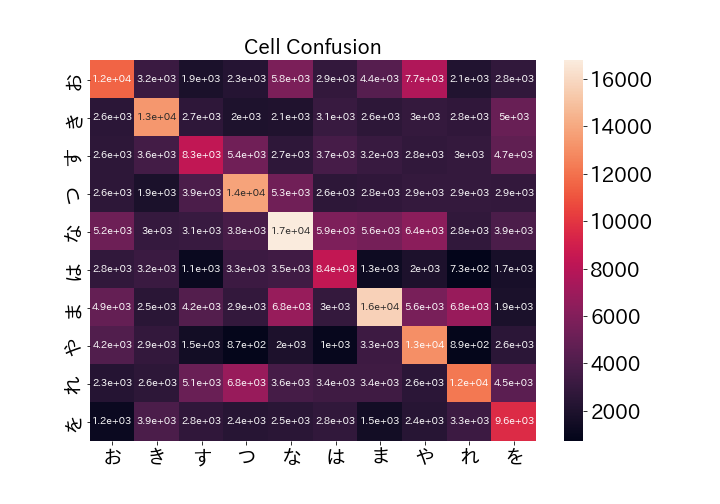 Cell Confusion
お 1.2e+04 3.2e+03 1.9e+03 2.3e+03 5.8e+03 2.9e+03 4.4e+03 7.7e+03 2.1e+03 2.8e+03
き 2.6e+03 1.3e+04 2.7e+03 2e+03 2.1e+03 3.1e+03 2.6e+03 3e+03 2.8e+03 5e+03
す 2.6e+03 3.6e+03 8.3e+03 5.4e+03 2.7e+03 3.7e+03 3.2e+03 2.8e+03 3e+03 4.7e+03
つ 2.6e+03 1.9e+03 3.9e+03 1.4e+04 5.3e+03 2.6e+03 2.8e+03 2.9e+03 2.9e+03 2.9e+03
な 5.2e+03 3e+03 3.1e+03 3.8e+03 1.7e+04 5.9e+03 5.6e+03 6.4e+03 2.8e+03 3.9e+03
は 2.8e+03 3.2e+03 1.1e+03 3.3e+03 3.5e+03 8.4e+03 1.3e+03 2e+03 7.3e+02 1.7e+03
ま 4.9e+03 2.5e+03 4.2e+03 2.9e+03 6.8e+03 3e+03 1.6e+04 5.6e+03 6.8e+03 1.9e+03
や 4.2e+03 2.9e+03 1.5e+03 8.7e+02 2e+03 1e+03 3.3e+03 1.3e+04 8.9e+02 2.6e+03
れ 2.3e+03 2.6e+03 5.1e+03 6.8e+03 3.6e+03 3.4e+03 3.4e+03 2.6e+03 1.2e+04 4.5e+03
を 1.2e+03 3.9e+03 2.8e+03 2.4e+03 2.5e+03 2.8e+03 1.5e+03 2.4e+03 3.3e+03 9.6e+03
お き す つ な は ま や れ を
16000
14000
12000
10000
8000
6000
4000
2000